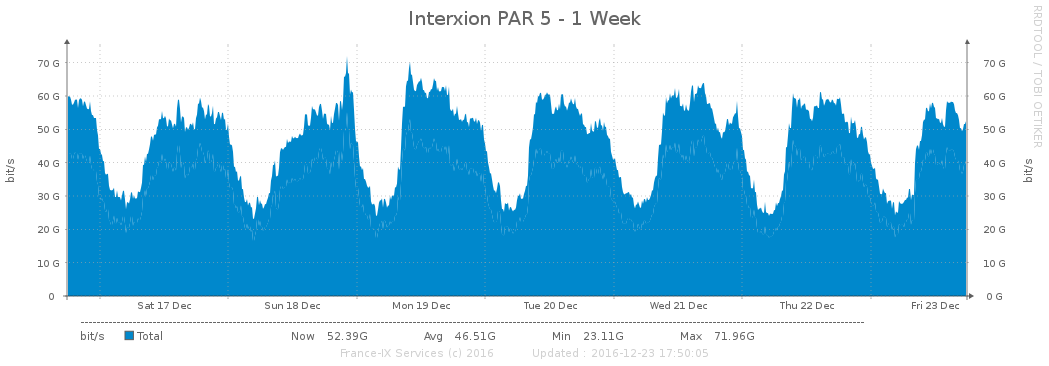 Interxion PAR 5 - 1 Week
RRDTOOL / TOBI OETIKER
bit/s
70 G
60 G
50 G
40 G
30 G
20 G
10 G
0
70 G
60 G
50 G
40 G
30 G
20 G
10 G
0 G
bit/s
Sat 17 Dec Sun 18 Dec Mon 19 Dec Tue 20 Dec Wed 21 Dec Thu 22 Dec Fri 23 Dec
bit/s Total Now 52.39G Avg 46.51G Min 23.11G Max 71.96G
France-IX Services (c) 2016 Updated : 2016-12-23 17:50:05